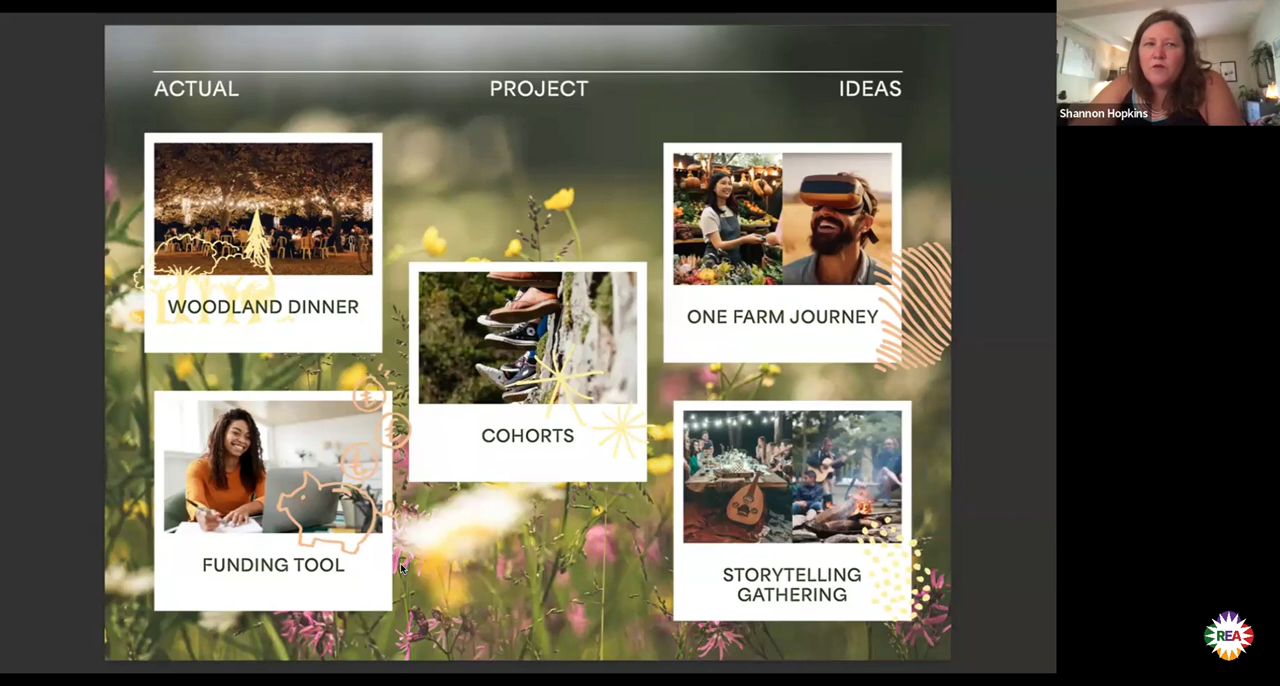 ACTUAL PROJECT IDEAS
WOODLAND DINNER
ONE FARM JOURNEY
COHORTS
FUNDING TOOL
STORYTELLING
GATHERING
Shannon Hopkins
REA